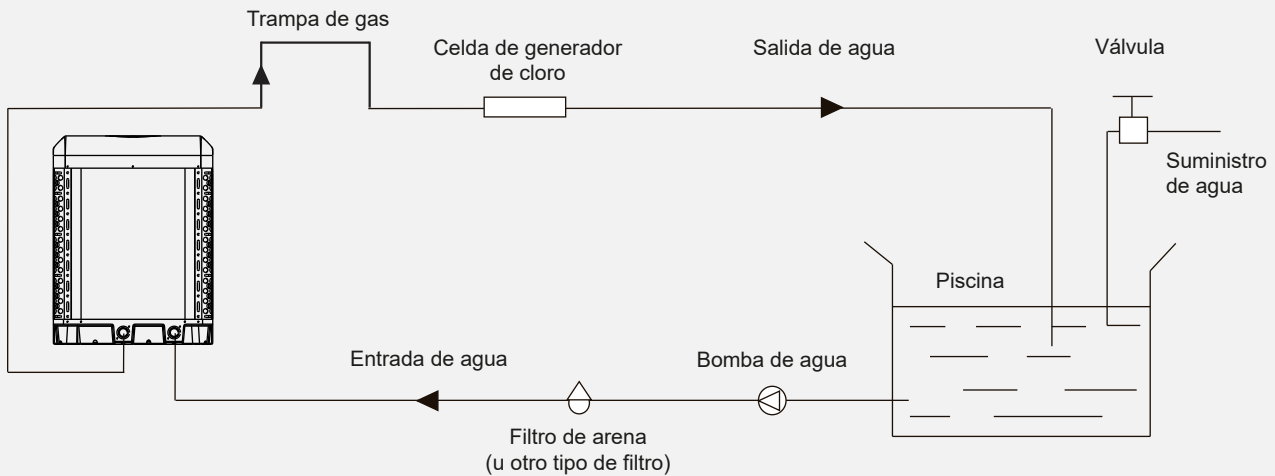 Trampa de gas
Celda de generador
de cloro
Salida de agua
Válvula
Suministro
de agua
Piscina
Entrada de agua
Bomba de agua
Filtro de arena
(u otro tipo de filtro)